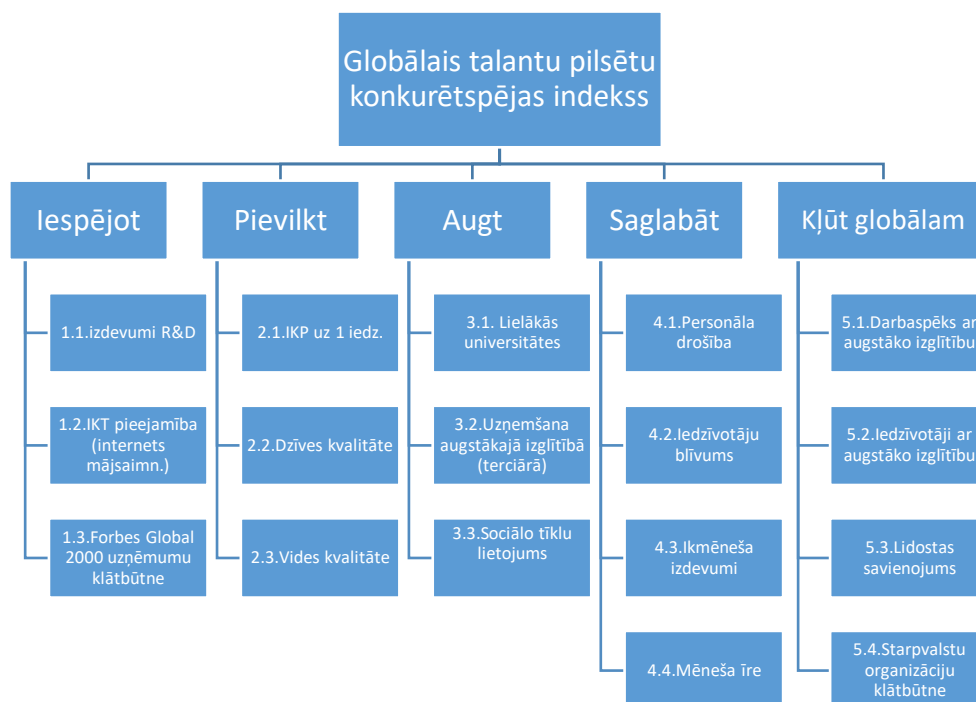 Globālais talantu pilsētu
konkurētspējas indekss
Iespējot
Pievilkt
Augt
Saglabāt
Kļūt globālam
1.1.izdevumi R&D
1.2.IKT pieejamība
(internets
mājsaimn.)
1.3.Forbes Global
2000 uzņēmumu
klātbūtne
2.1.IKP uz 1 iedz.
2.2.Dzīves kvalitāte
2.3.Vides kvalitāte
3.1. Lielākās
universitātes
3.2.Uzņemšana
augstākajā izglītībā
(terciārā)
3.3.Sociālo tīklu
lietojums
4.1.Personāla
drošība
4.2.Iedzīvotāju
blīvums
4.3.Ikmēneša
izdevumi
4.4.Mēneša īre
5.1.Darbaspēks ar
augstāko izglītību
5.2.Iedzīvotāji ar
augstāko izglītību
5.3.Lidostas
savienojums
5.4.Starpvalstu
organizāciju
klātbūtne